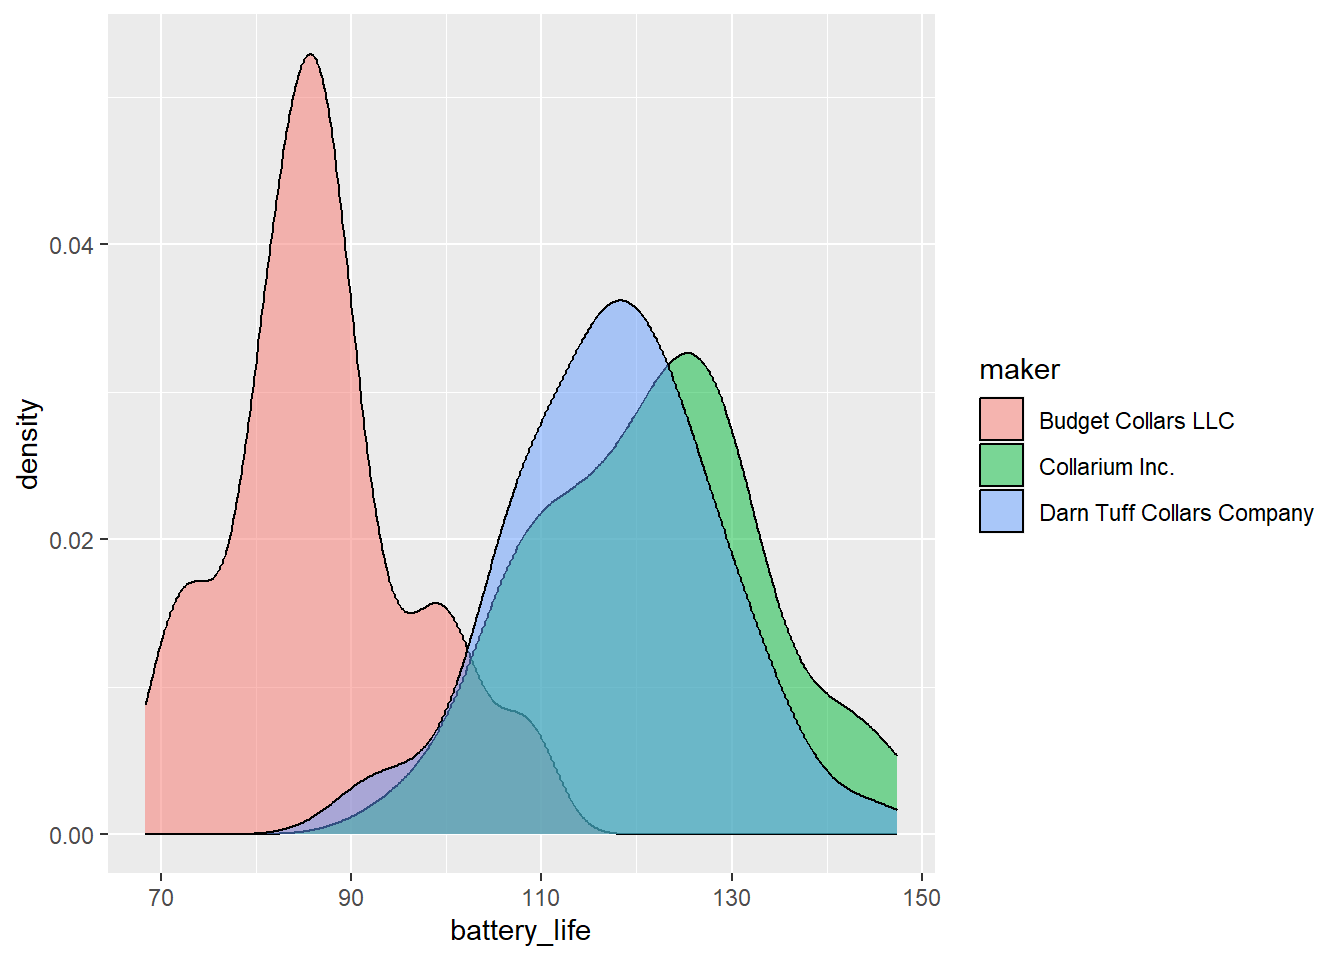 density
0.04
0.02
0.00
70 90 110 130 150
battery_life
maker
Budget Collars LLC
Collarium Inc.
Darn Tuff Collars Company